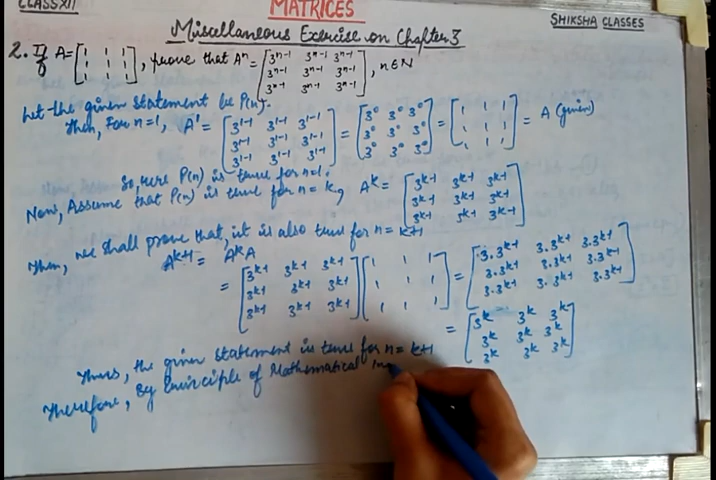 CLASS XII
MATRICES
SHIKSHA CLASSES
Miscellaneous Exercise on Chapter 3
2. If A = [1 1 1; 1 1 1; 1 1 1], prove that Aⁿ = [3ⁿ⁻¹ 3ⁿ⁻¹ 3ⁿ⁻¹; 3ⁿ⁻¹ 3ⁿ⁻¹ 3ⁿ⁻¹; 3ⁿ⁻¹ 3ⁿ⁻¹ 3ⁿ⁻¹], n∈N
Let the given statement be P(n).
Then, For n=1, A¹ = [3¹⁻¹ 3¹⁻¹ 3¹⁻¹; 3¹⁻¹ 3¹⁻¹ 3¹⁻¹; 3¹⁻¹ 3¹⁻¹ 3¹⁻¹] = [3⁰ 3⁰ 3⁰; 3⁰ 3⁰ 3⁰; 3⁰ 3⁰ 3⁰] = [1 1 1; 1 1 1; 1 1 1] = A (given)
So, here P(n) is true for n=1.
Now, Assume that P(n) is true for n=k, Aᵏ = [3ᵏ⁻¹ 3ᵏ⁻¹ 3ᵏ⁻¹; 3ᵏ⁻¹ 3ᵏ⁻¹ 3ᵏ⁻¹; 3ᵏ⁻¹ 3ᵏ⁻¹ 3ᵏ⁻¹]
Then, we shall prove that, it is also true for n=k+1
Aᵏ⁺¹ = AᵏA
= [3ᵏ⁻¹ 3ᵏ⁻¹ 3ᵏ⁻¹; 3ᵏ⁻¹ 3ᵏ⁻¹ 3ᵏ⁻¹; 3ᵏ⁻¹ 3ᵏ⁻¹ 3ᵏ⁻¹] [1 1 1; 1 1 1; 1 1 1] = [3.3ᵏ⁻¹ 3.3ᵏ⁻¹ 3.3ᵏ⁻¹; 3.3ᵏ⁻¹ 3.3ᵏ⁻¹ 3.3ᵏ⁻¹; 3.3ᵏ⁻¹ 3.3ᵏ⁻¹ 3.3ᵏ⁻¹]
= [3ᵏ 3ᵏ 3ᵏ; 3ᵏ 3ᵏ 3ᵏ; 3ᵏ 3ᵏ 3ᵏ]
Thus, the given statement is true for n=k+1
Therefore, By Principle of Mathematical In